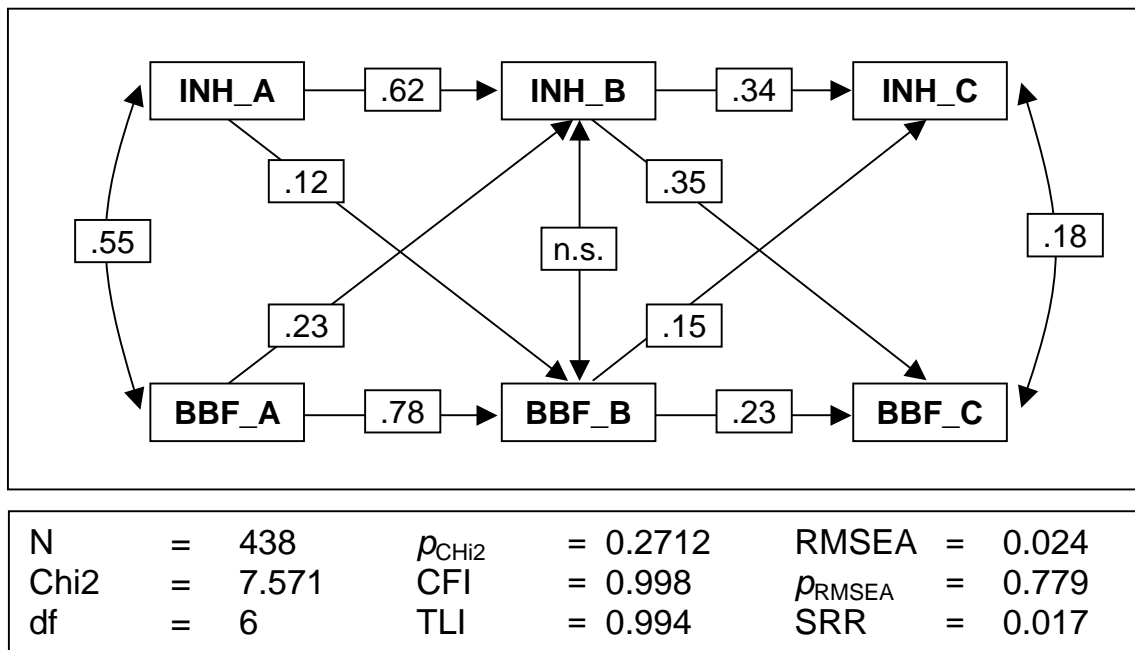 INH_A .62 INH_B .34 INH_C
.12 .35
.55 n.s. .18
.23 .15
BBF_A .78 BBF_B .23 BBF_C
N = 438 pCHi2 = 0.2712 RMSEA = 0.024
Chi2 = 7.571 CFI = 0.998 pRMSEA = 0.779
df = 6 TLI = 0.994 SRR = 0.017